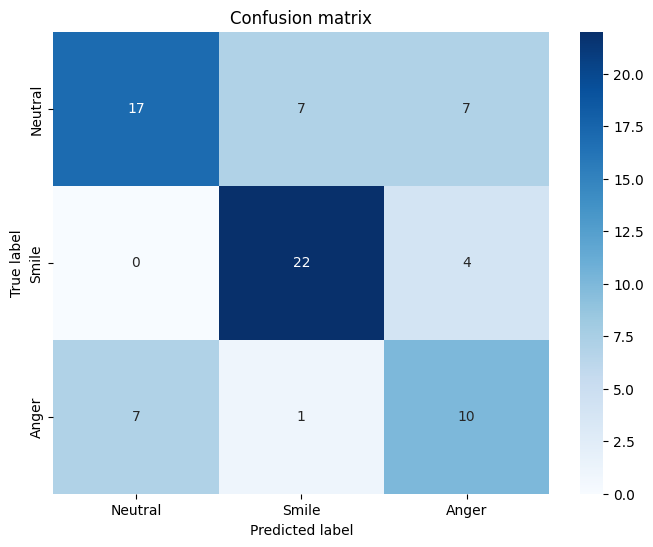 Confusion matrix
Neutral
17
7
7
Smile
0
22
4
Anger
7
1
10
True label
Neutral
Smile
Anger
Predicted label
20.0
17.5
15.0
12.5
10.0
7.5
5.0
2.5
0.0